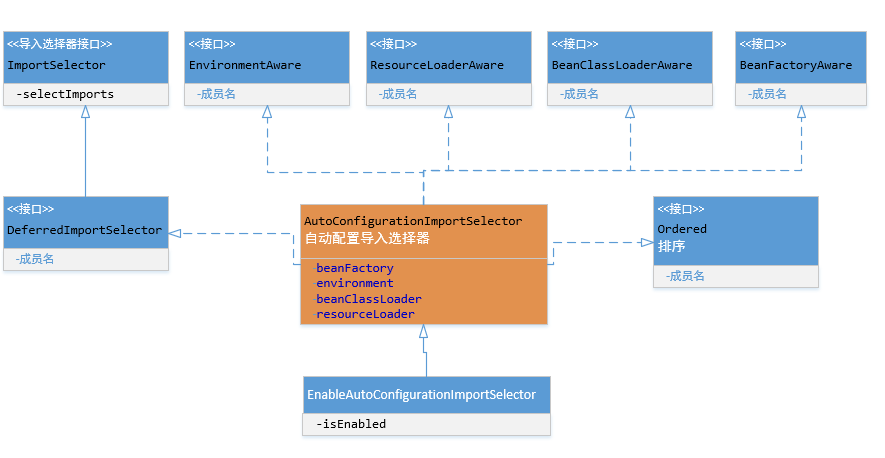 <<导入选择器接口>>
ImportSelector
-selectImports
<<接口>>
EnvironmentAware
-成员名
<<接口>>
ResourceLoaderAware
-成员名
<<接口>>
BeanClassLoaderAware
-成员名
<<接口>>
BeanFactoryAware
-成员名
<<接口>>
DeferredImportSelector
-成员名
AutoConfigurationImportSelector
自动配置导入选择器
-beanFactory
-environment
-beanClassLoader
-resourceLoader
<<接口>>
Ordered
排序
-成员名
EnableAutoConfigurationImportSelector
-isEnabled